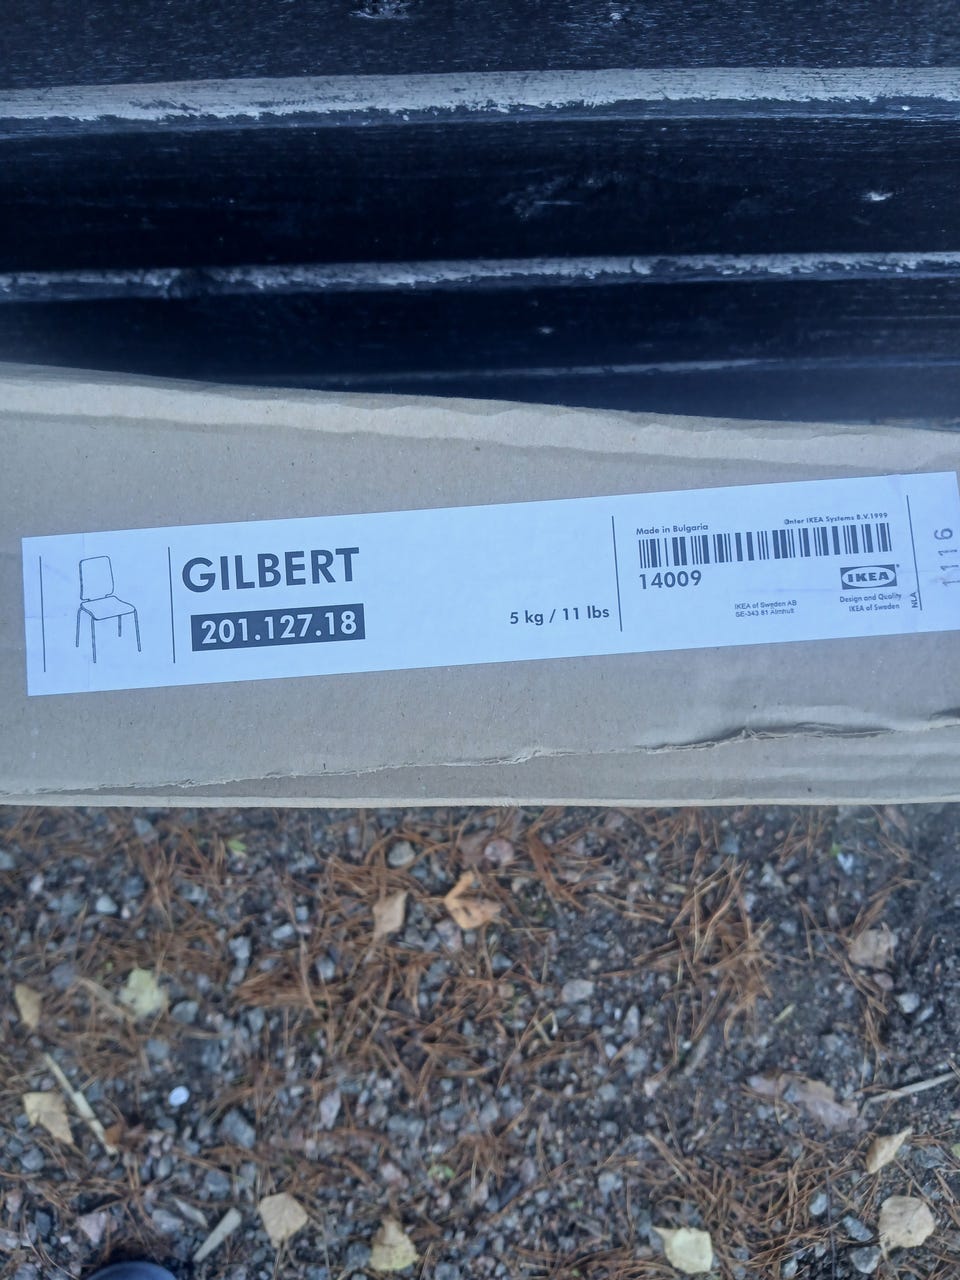 GILBERT
201.127.18
5 kg / 11 lbs
Made in Bulgaria
©Inter IKEA Systems B.V.1999
14009
IKEA of Sweden AB
SE-343 81 Älmhult
IKEA®
Design and Quality
IKEA of Sweden
NLA
1116